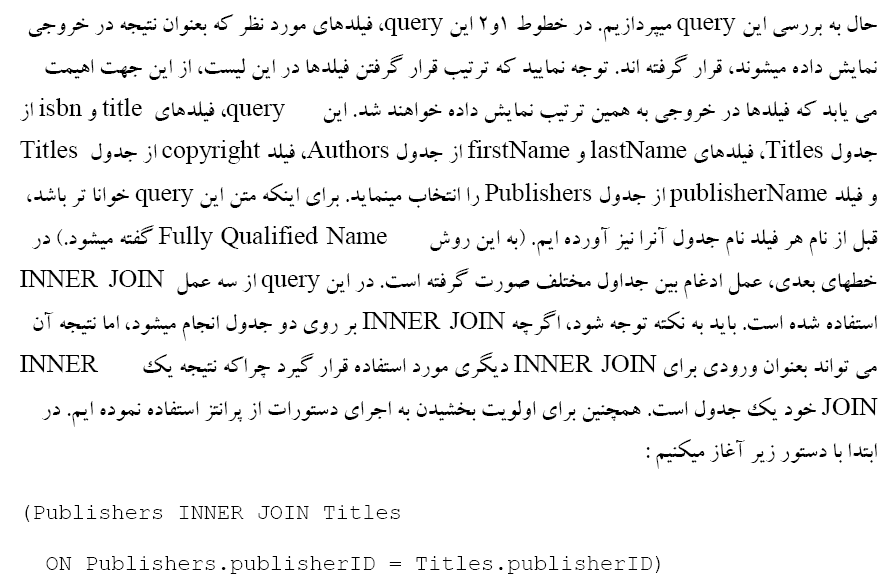 حال به بررسی این query میپردازیم. در خطوط ۱و۲ این query، فیلدهای مورد نظر که بعنوان نتیجه در خروجی
نمایش داده میشوند، قرار گرفته اند. توجه نمایید که ترتیب قرار گرفتن فیلدها در این لیست، از این جهت اهیمت
می یابد که فیلدها در خروجی به همین ترتیب نمایش داده خواهند شد. این query، فیلدهای title و isbn از
جدول Titles، فیلدهای lastName و firstName از جدول Authors، فیلد copyright از جدول Titles
و فیلد publisherName از جدول Publishers را انتخاب مینماید. برای اینکه متن این query خوانا تر باشد،
قبل از نام هر فیلد نام جدول آنرا نیز آورده ایم. (به این روش Fully Qualified Name گفته میشود.) در
خطهای بعدی، عمل ادغام بین جداول مختلف صورت گرفته است. در این query از سه عمل INNER JOIN
استفاده شده است. باید به نکته توجه شود، اگرچه INNER JOIN بر روی دو جدول انجام میشود، اما نتیجه آن
می تواند بعنوان ورودی برای INNER JOIN دیگری مورد استفاده قرار گیرد چراکه نتیجه یک INNER
JOIN خود یک جدول است. همچنین برای اولویت بخشیدن به اجرای دستورات از پرانتز استفاده نموده ایم. در
ابتدا با دستور زیر آغاز میکنیم :
(Publishers INNER JOIN Titles
ON Publishers.publisherID = Titles.publisherID)